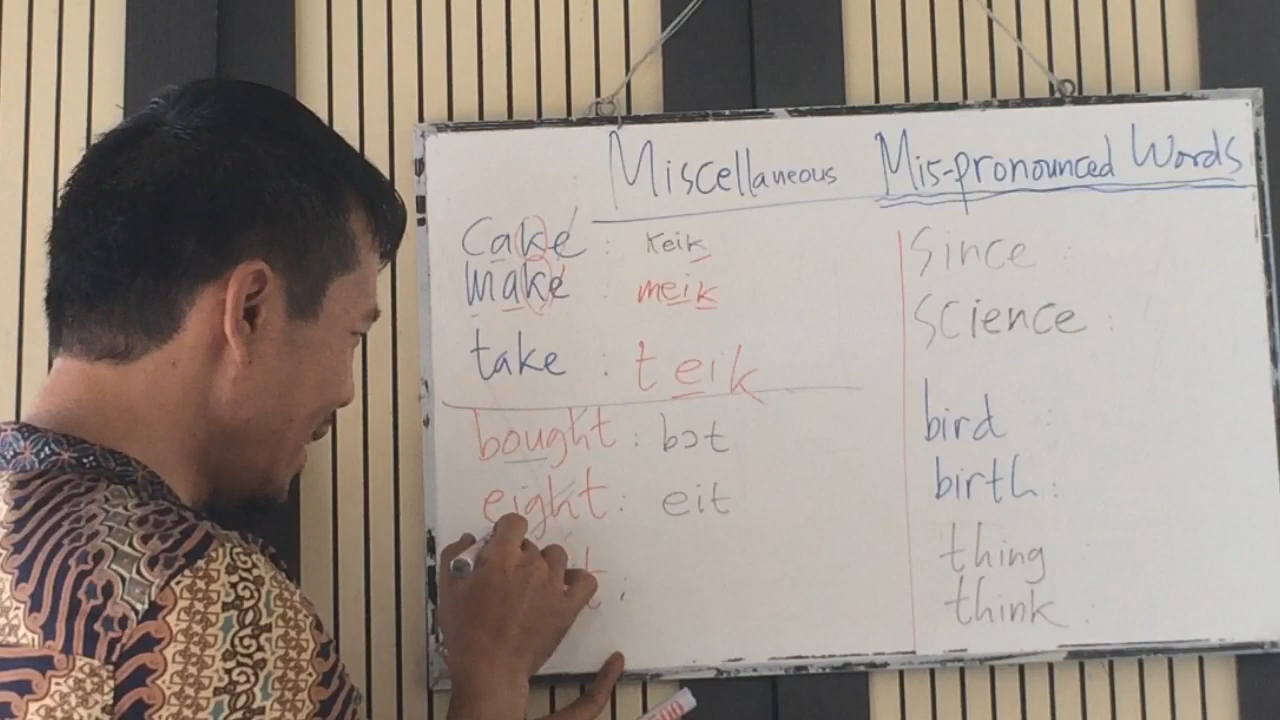 Miscellaneous Mis-pronounced Words
cake : keik
make : meik
take : teik
bought : bɔt
eight : eit
since :
science :
bird
birth :
thing
think :